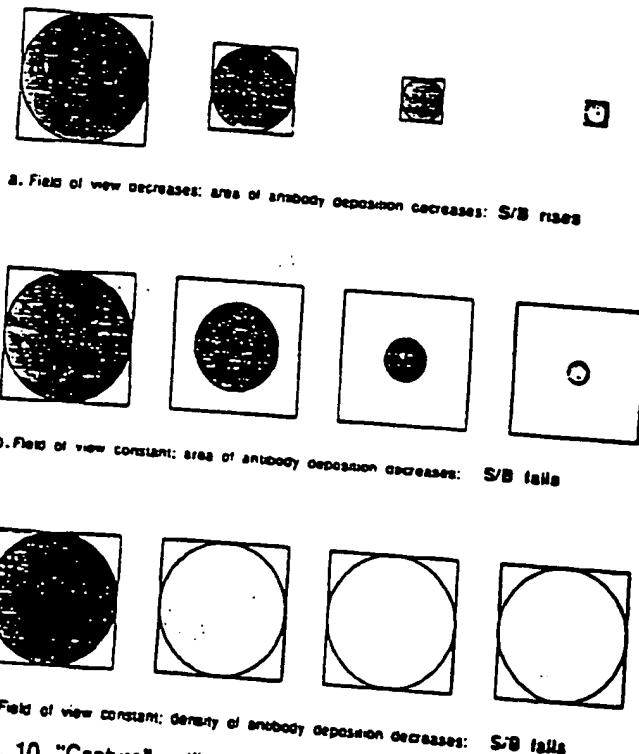 a. Field of view decreases; area of antibody deposition decreases: S/B rises
. Field of view constant; area of antibody deposition decreases: S/B falls
Field of view constant; density of antibody deposition decreases: S/B falls
10 "Capture"